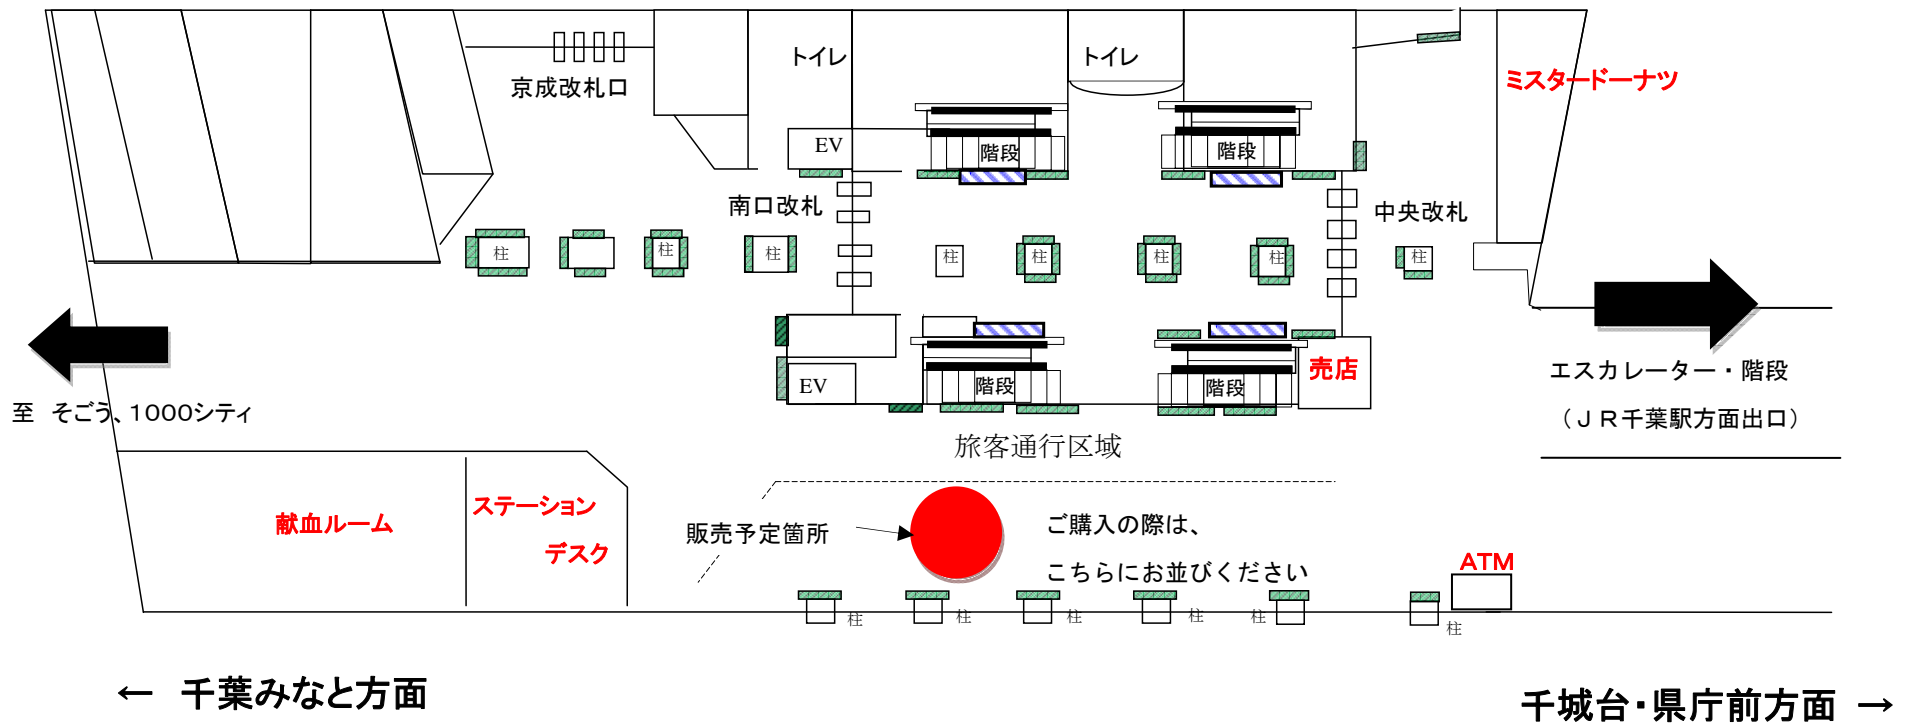 トイレ
トイレ
京成改札口
ミスタードーナツ
EV
階段
階段
南口改札
中央改札
柱
柱
柱
柱
柱
柱
柱
柱
EV
階段
階段
売店
エスカレーター・階段
（ＪＲ千葉駅方面出口）
至　そごう、1000シティ
旅客通行区域
献血ルーム
ステーション
デスク
販売予定箇所
ご購入の際は、
こちらにお並びください
ATM
柱
柱
柱
柱
柱
柱
←　千葉みなと方面
千城台・県庁前方面　→